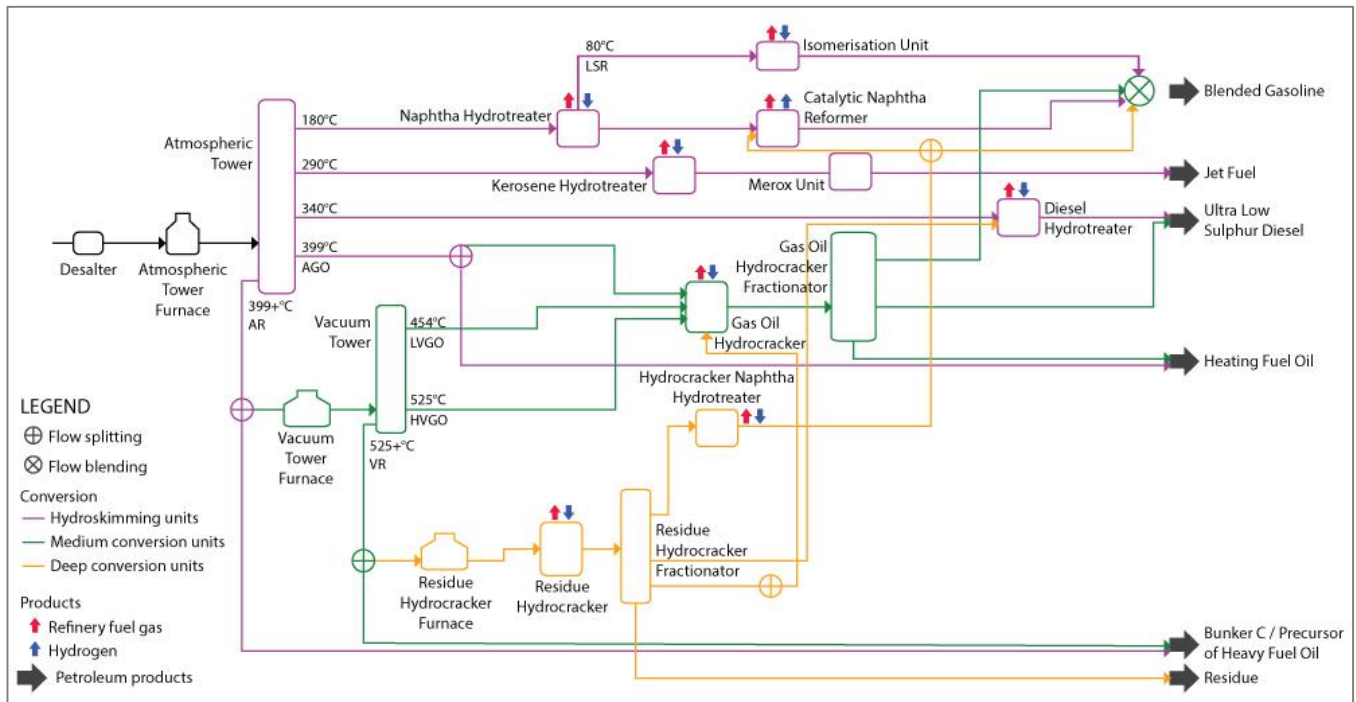 80°C
LSR
Isomerisation Unit
Blended Gasoline
Naphtha Hydrotreater
Catalytic Naphtha
Reformer
180°C
Atmospheric
Tower
290°C
Kerosene Hydrotreater
Merox Unit
Jet Fuel
340°C
Diesel
Hydrotreater
Ultra Low
Sulphur Diesel
399°C
AGO
Gas Oil
Hydrocracker
Fractionator
Desalter
Atmospheric
Tower
Furnace
399+°C
AR
Vacuum
Tower
454°C
LVGO
Gas Oil
Hydrocracker
Heating Fuel Oil
Hydrocracker Naphtha
Hydrotreater
525°C
HVGO
525+°C
VR
Vacuum
Tower
Furnace
LEGEND
Flow splitting
Flow blending
Conversion
Hydroskimming units
Medium conversion units
Deep conversion units
Products
Refinery fuel gas
Hydrogen
Petroleum products
Residue
Hydrocracker
Furnace
Residue
Hydrocracker
Residue
Hydrocracker
Fractionator
Bunker C / Precursor
of Heavy Fuel Oil
Residue